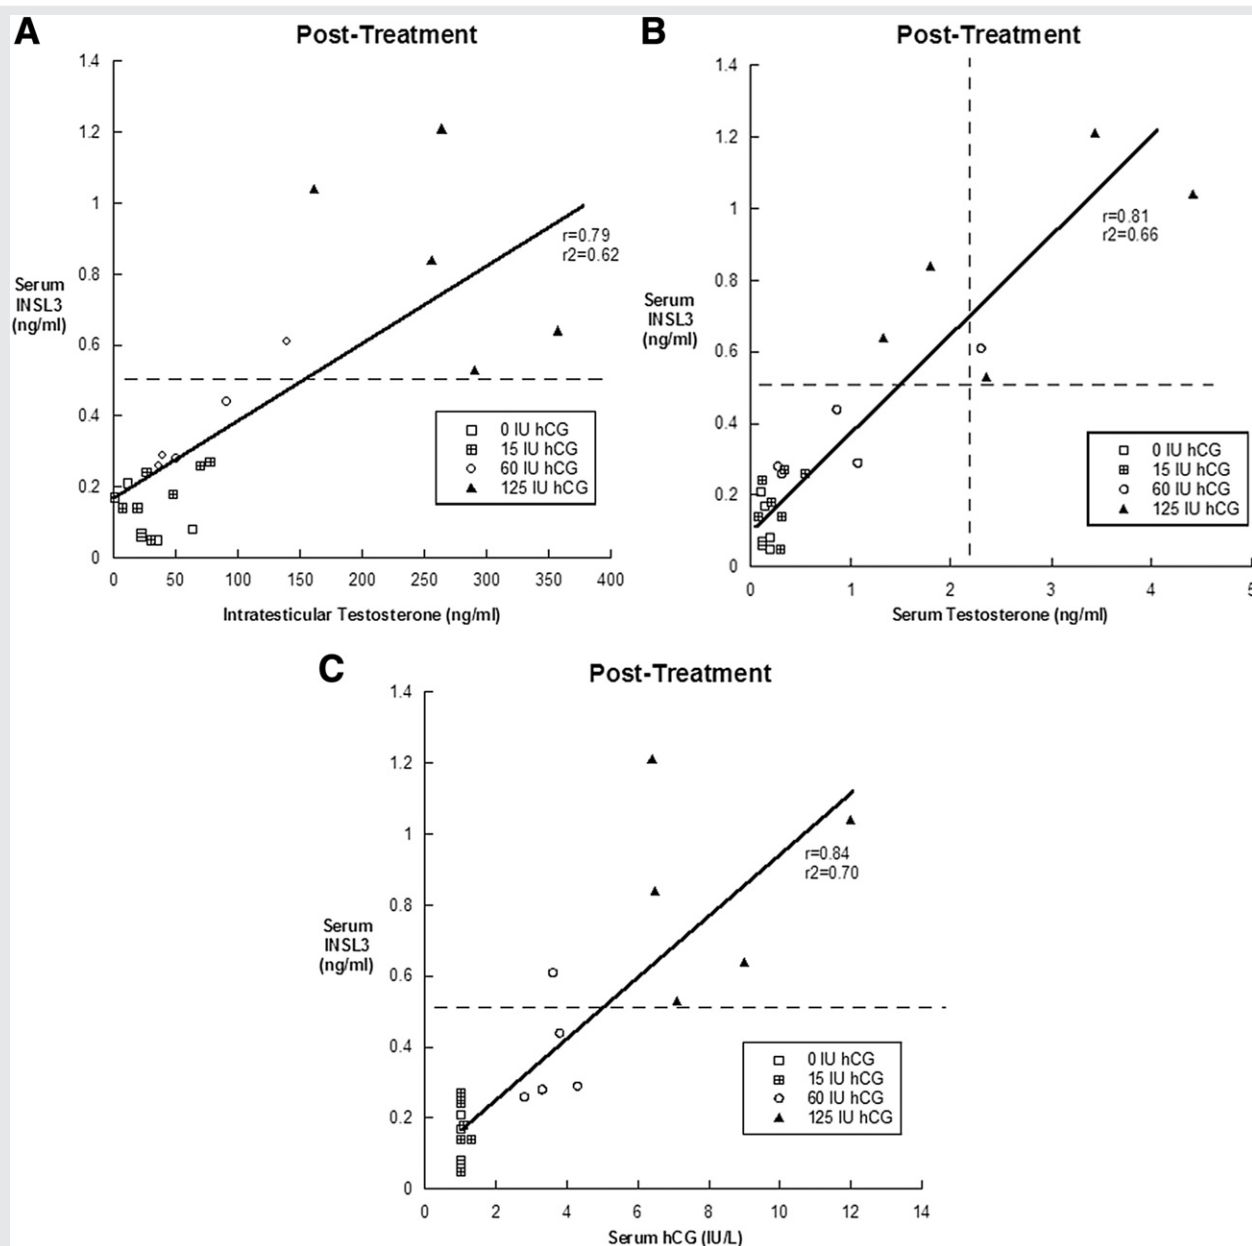 A
Post-Treatment
1.4
1.2
1
0.8
0.6
0.4
0.2
0
Serum
INSL3
(ng/ml)
r=0.79
r2=0.62
0 IU hCG
15 IU hCG
60 IU hCG
125 IU hCG
0 50 100 150 200 250 300 350 400
Intratesticular Testosterone (ng/ml)
B
Post-Treatment
1.4
1.2
1
0.8
0.6
0.4
0.2
0
Serum
INSL3
(ng/ml)
r=0.81
r2=0.66
0 IU hCG
15 IU hCG
60 IU hCG
125 IU hCG
0 1 2 3 4 5
Serum Testosterone (ng/ml)
C
Post-Treatment
1.4
1.2
1
0.8
0.6
0.4
0.2
0
Serum
INSL3
(ng/ml)
r=0.84
r2=0.70
0 IU hCG
15 IU hCG
60 IU hCG
125 IU hCG
0 2 4 6 8 10 12 14
Serum hCG (IU/L)